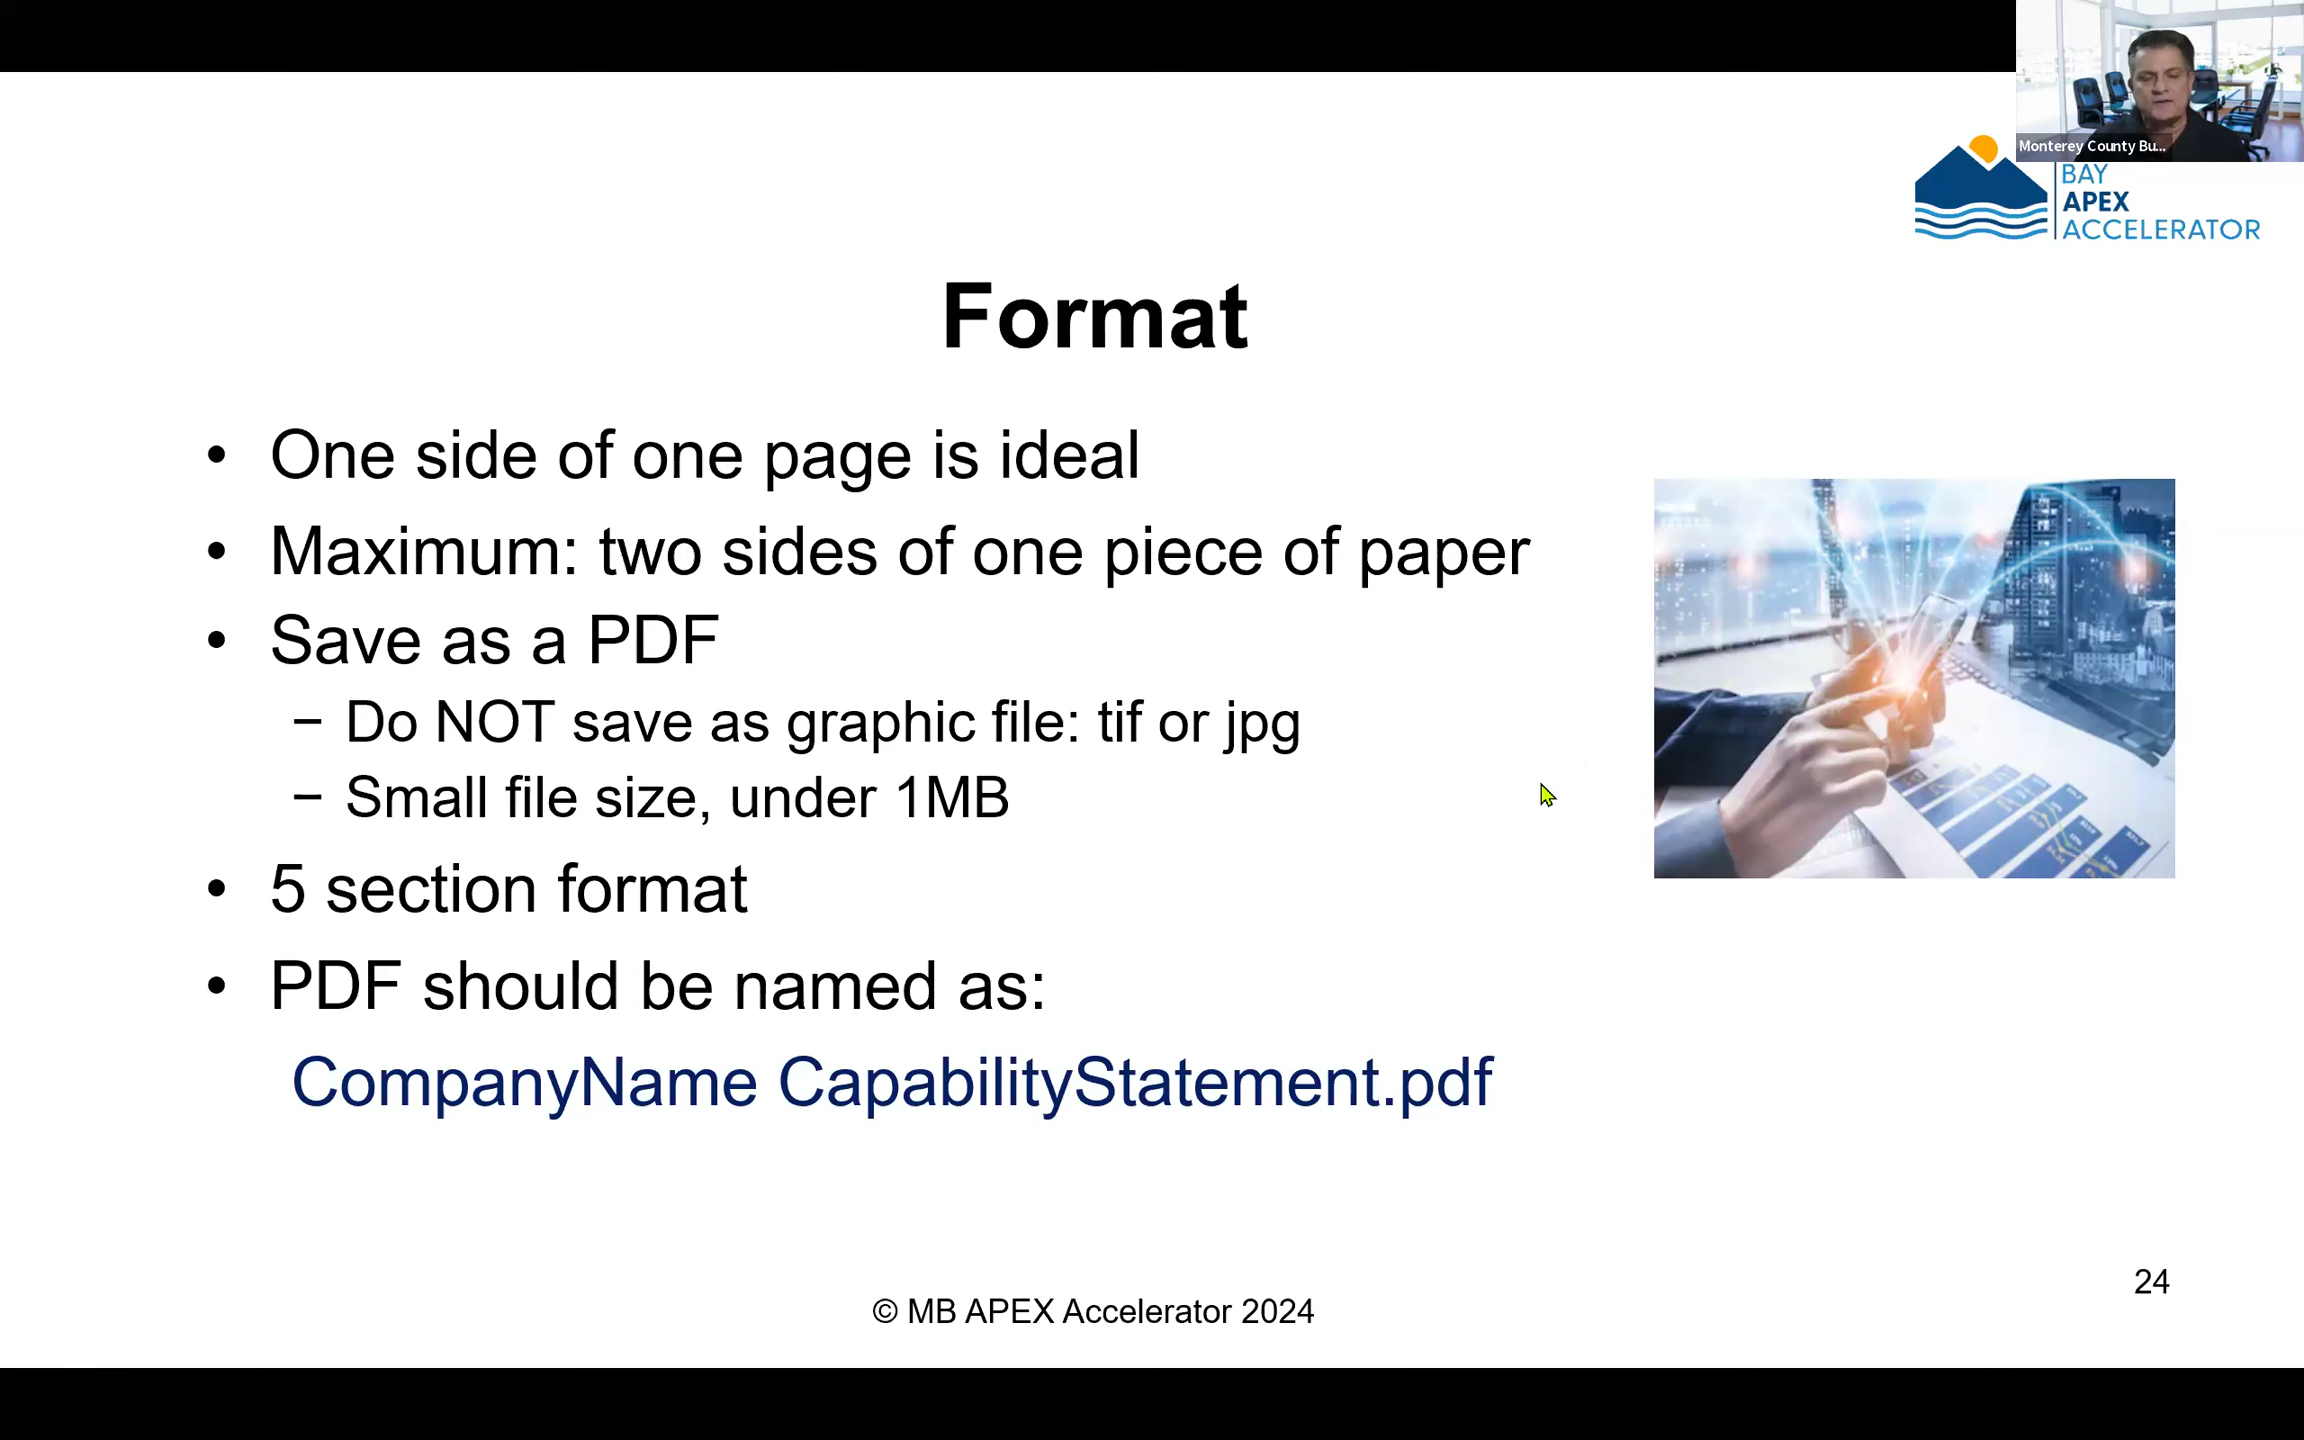 Monterey County Bu...
BAY
APEX
ACCELERATOR
Format
• One side of one page is ideal
• Maximum: two sides of one piece of paper
• Save as a PDF
– Do NOT save as graphic file: tif or jpg
– Small file size, under 1MB
• 5 section format
• PDF should be named as:
CompanyName CapabilityStatement.pdf
24
© MB APEX Accelerator 2024